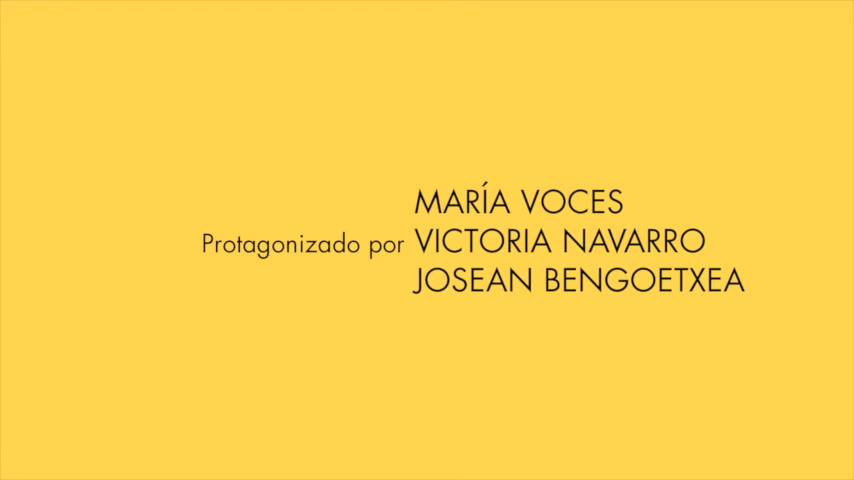 MARÍA VOCES
Protagonizado por VICTORIA NAVARRO
JOSEAN BENGOETXEA